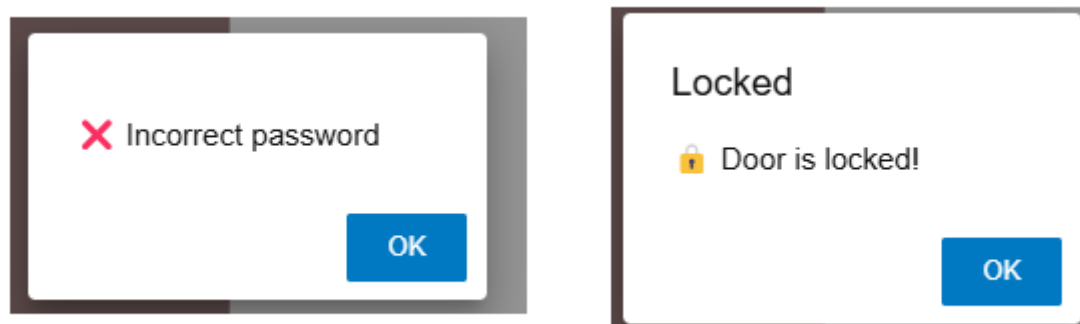 ❌ Incorrect password
OK
Locked
🔒 Door is locked!
OK